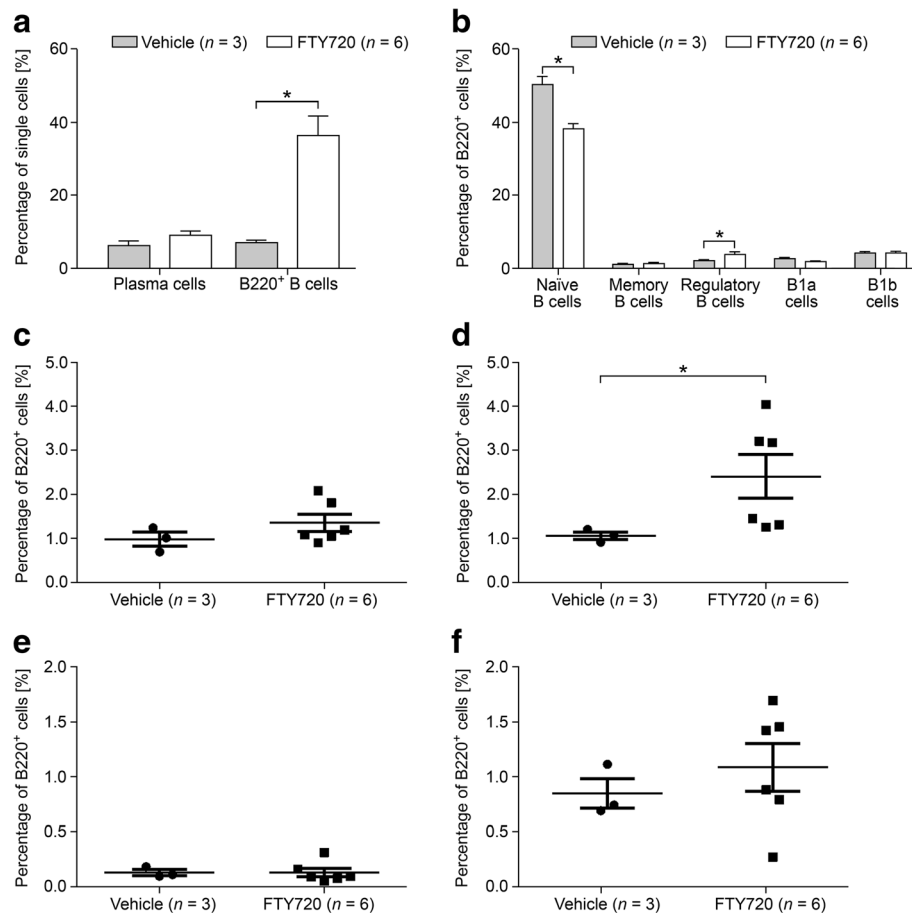 a
Vehicle (n = 3) FTY720 (n = 6)
Percentage of single cells [%]
60
40
20
0
*
Plasma cells B220+ B cells
b
Vehicle (n = 3) FTY720 (n = 6)
Percentage of B220+ cells [%]
60
40
20
0
*
*
Naïve Memory Regulatory B1a B1b
B cells B cells B cells cells cells
c
Percentage of B220+ cells [%]
5.0
4.0
3.0
2.0
1.0
0.0
Vehicle (n = 3) FTY720 (n = 6)
d
Percentage of B220+ cells [%]
5.0
4.0
3.0
2.0
1.0
0.0
*
Vehicle (n = 3) FTY720 (n = 6)
e
Percentage of B220+ cells [%]
2.0
1.5
1.0
0.5
0.0
Vehicle (n = 3) FTY720 (n = 6)
f
Percentage of B220+ cells [%]
2.0
1.5
1.0
0.5
0.0
Vehicle (n = 3) FTY720 (n = 6)